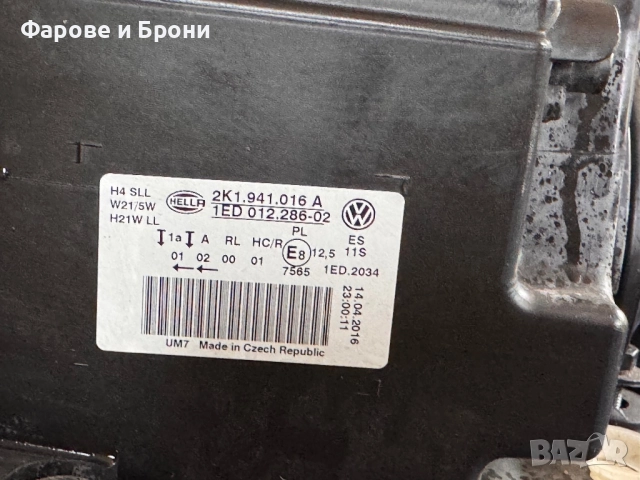 Фарове и Брони
H4 SLL
W21/5W
H21W LL
HELLA
2K1.941.016 A
1ED 012.286-02
VW
1a A RL HC/R PL E8 12,5 ES 11S
01 02 00 01 7565 1ED.2034
14.04.2016
23:00:11
UM7 Made in Czech Republic
BAZAR